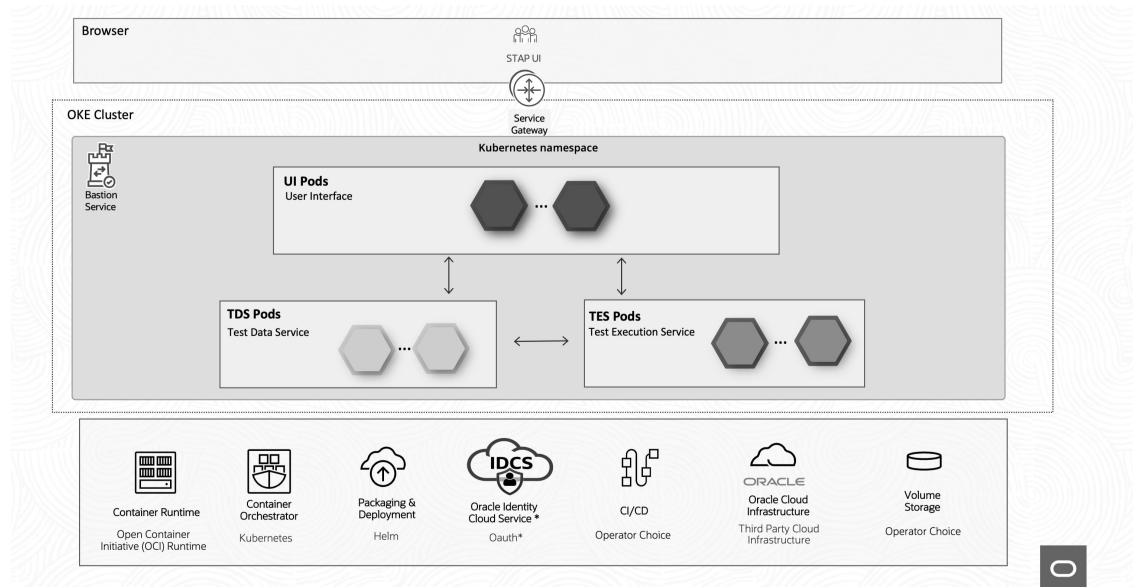 Browser
STAP UI
OKE Cluster
Service
Gateway
Kubernetes namespace
Bastion
Service
UI Pods
User Interface
...
TDS Pods
Test Data Service
...
TES Pods
Test Execution Service
...
Container Runtime
Open Container
Initiative (OCI) Runtime
Container
Orchestrator
Kubernetes
Packaging &
Deployment
Helm
IDCS
Oracle Identity
Cloud Service *
Oauth*
CI/CD
Operator Choice
ORACLE
Oracle Cloud
Infrastructure
Third Party Cloud
Infrastructure
Volume
Storage
Operator Choice